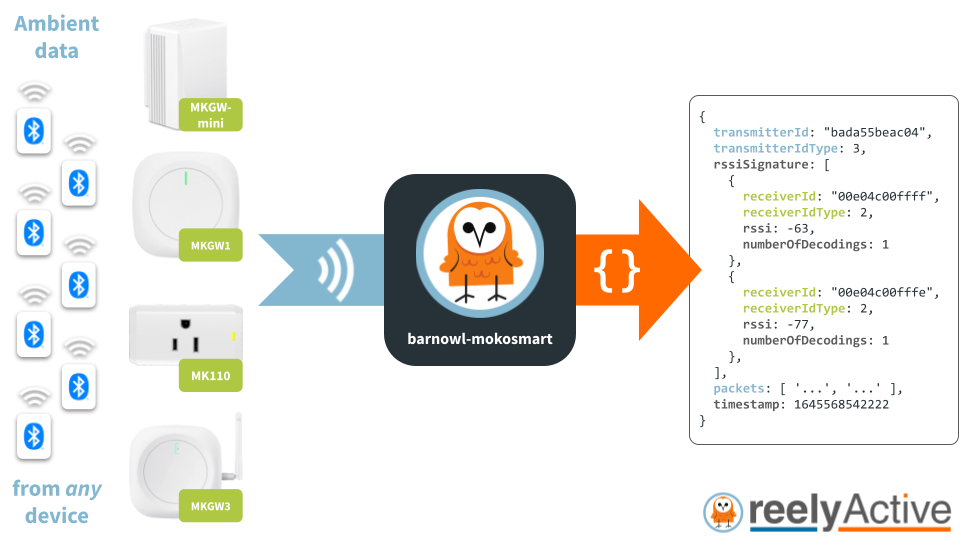 Ambient
data
MKGW-
mini
MKGW1
MK110
MKGW3
from any
device
barnowl-mokosmart
{}
{
transmitterId: "bada55beac04",
transmitterIdType: 3,
rssiSignature: [
{
receiverId: "00e04c00ffff",
receiverIdType: 2,
rssi: -63,
numberOfDecodings: 1
},
{
receiverId: "00e04c00fffe",
receiverIdType: 2,
rssi: -77,
numberOfDecodings: 1
},
],
packets: [ '...', '...' ],
timestamp: 1645568542222
}
reelyActive